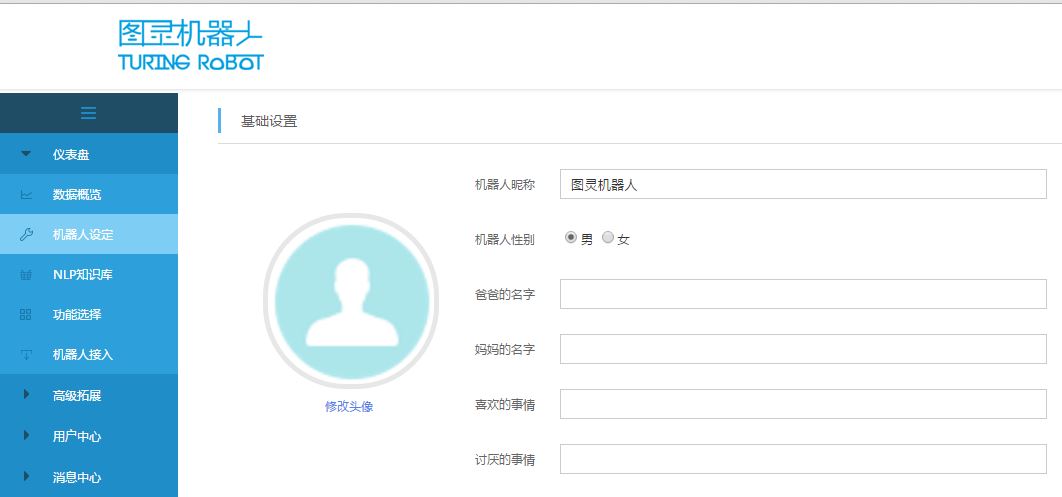 图灵机器人
TURING ROBOT
仪表盘
数据概览
机器人设定
NLP知识库
功能选择
机器人接入
高级拓展
用户中心
消息中心
基础设置
修改头像
机器人昵称 图灵机器人
机器人性别 男 女
爸爸的名字
妈妈的名字
喜欢的事情
讨厌的事情